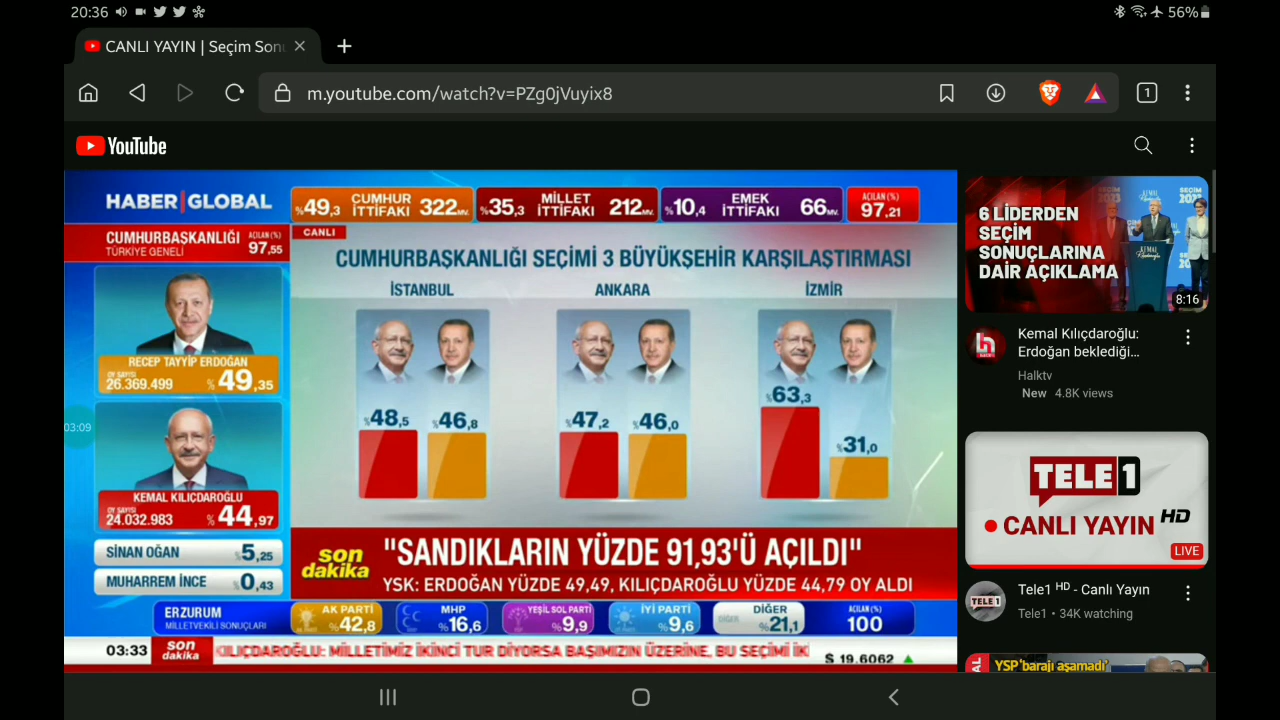 20:36
56%
CANLI YAYIN | Seçim Son
m.youtube.com/watch?v=PZg0jVuyix8
1
YouTube
HABER GLOBAL
%49,3 CUMHUR İTTİFAKI 322 MV.
%35,3 MİLLET İTTİFAKI 212 MV.
%10,4 EMEK İTTİFAKI 66 MV.
AÇILAN (%) 97,21
CUMHURBAŞKANLIĞI
TÜRKİYE GENELİ
AÇILAN (%) 97,55
CANLI
CUMHURBAŞKANLIĞI SEÇİMİ 3 BÜYÜKŞEHİR KARŞILAŞTIRMASI
İSTANBUL ANKARA İZMİR
%48,5 %46,8 %47,2 %46,0 %63,3 %31,0
RECEP TAYYİP ERDOĞAN
OY SAYISI
26.369.499 %49,35
03:09
KEMAL KILIÇDAROĞLU
OY SAYISI
24.032.983 %44,97
SİNAN OĞAN %5,25
MUHARREM İNCE %0,43
son dakika
"SANDIKLARIN YÜZDE 91,93'Ü AÇILDI"
YSK: ERDOĞAN YÜZDE 49,49, KILIÇDAROĞLU YÜZDE 44,79 OY ALDI
ERZURUM
MİLLETVEKİLİ SONUÇLARI
AK PARTİ %42,8
MHP %16,6
YEŞİL SOL PARTİ %9,9
İYİ PARTİ %9,6
DİĞER DİĞER %21,1
AÇILAN (%) 100
03:33
son dakika
KILIÇDAROĞLU: MİLLETİMİZ İKİNCİ TUR DİYORSA BAŞIMIZIN ÜZERİNE, BU SEÇİMİ İKİ
$ 19,6062
6 LİDERDEN
SEÇİM
SONUÇLARINA
DAİR AÇIKLAMA
8:16
Kemal Kılıçdaroğlu:
Erdoğan beklediği...
Halktv
New 4.8K views
TELE1
CANLI YAYIN HD
LIVE
TELE1
Tele1 ᴴᴰ - Canlı Yayın
Tele1 • 34K watching
YSP'barajı aşamadı'